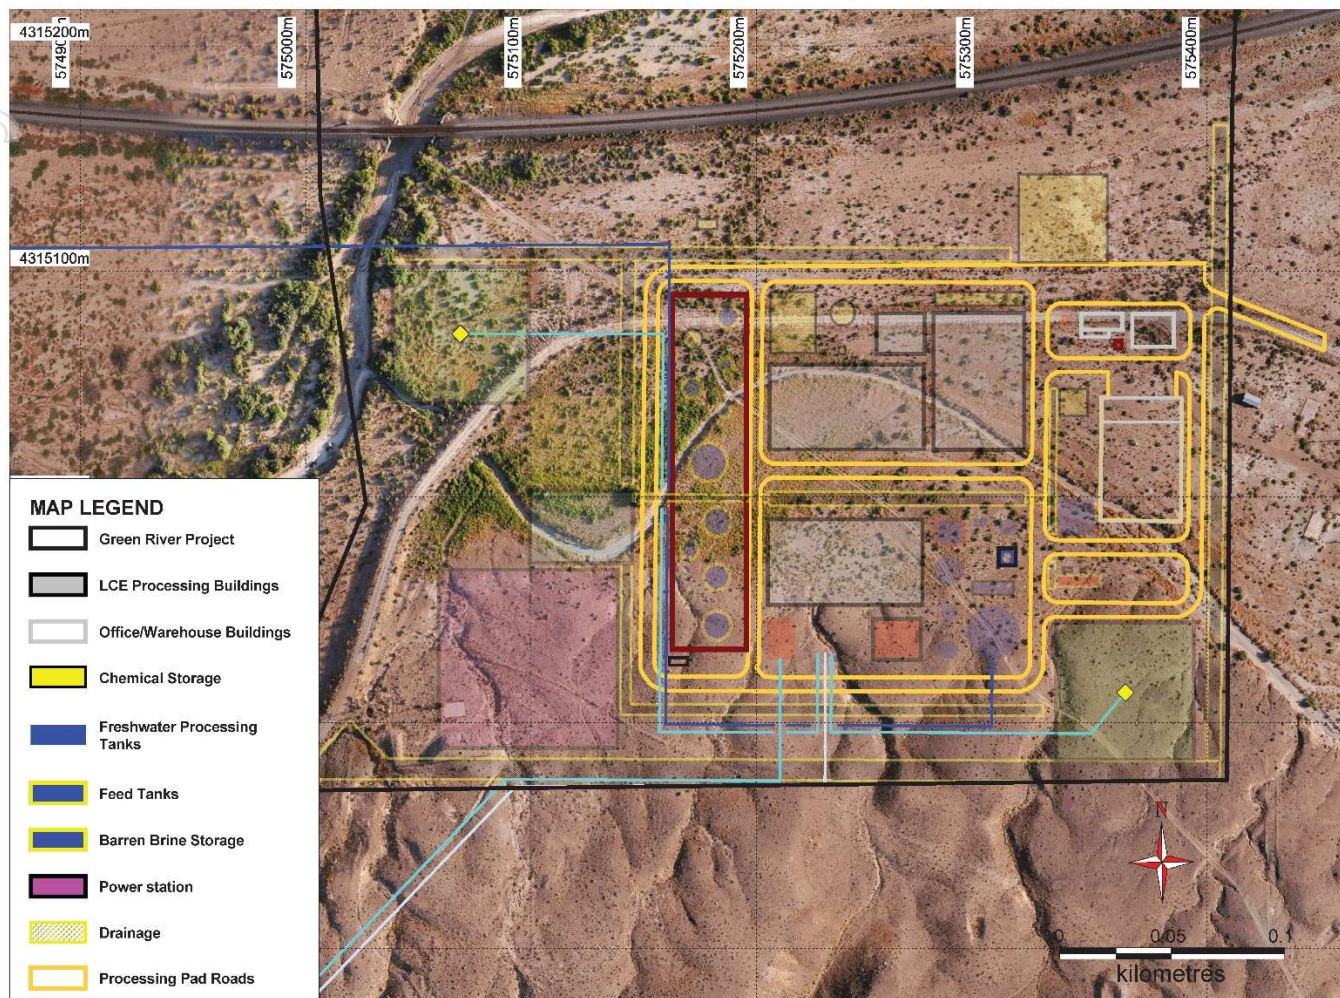 4315200m
57490
575000m
575100m
575200m
575300m
575400m
4315100m
MAP LEGEND
Green River Project
LCE Processing Buildings
Office/Warehouse Buildings
Chemical Storage
Freshwater Processing
Tanks
Feed Tanks
Barren Brine Storage
Power station
Drainage
Processing Pad Roads
N
0
0.05
0.1
kilometres